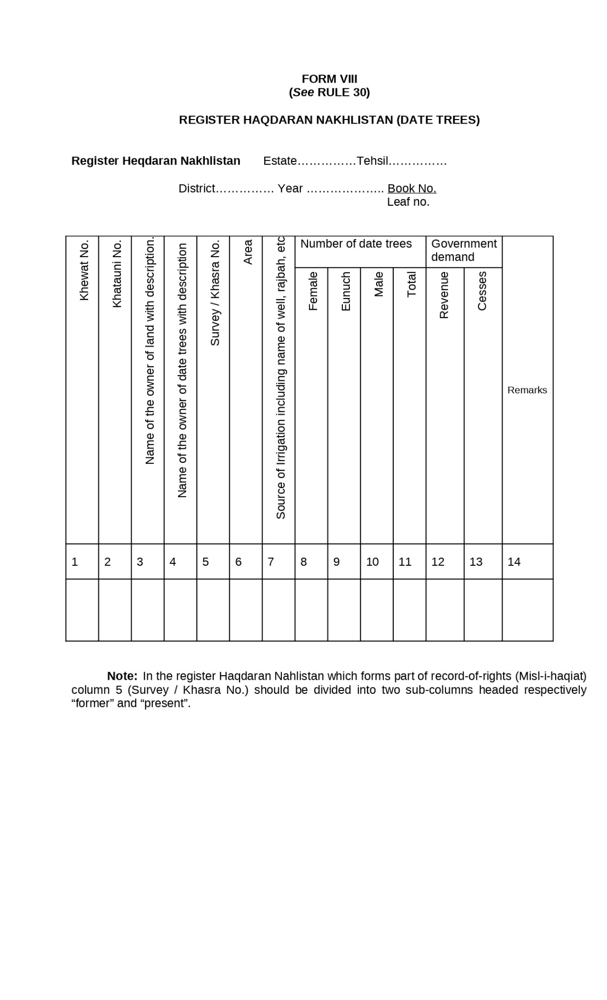 FORM VIII
(See RULE 30)
REGISTER HAQDARAN NAKHLISTAN (DATE TREES)
Register Heqdaran Nakhlistan Estate……………Tehsil……………
District…………… Year ……………….. Book No.
Leaf no.
Khewat No.
Khatauni No.
Name of the owner of land with description.
Name of the owner of date trees with description
Survey / Khasra No.
Area
Source of Irrigation including name of well, rajbah, etc
Number of date trees
Female
Eunuch
Male
Total
Government
demand
Revenue
Cesses
Remarks
1 2 3 4 5 6 7 8 9 10 11 12 13 14
Note: In the register Haqdaran Nahlistan which forms part of record-of-rights (Misl-i-haqiat)
column 5 (Survey / Khasra No.) should be divided into two sub-columns headed respectively
“former” and “present”.